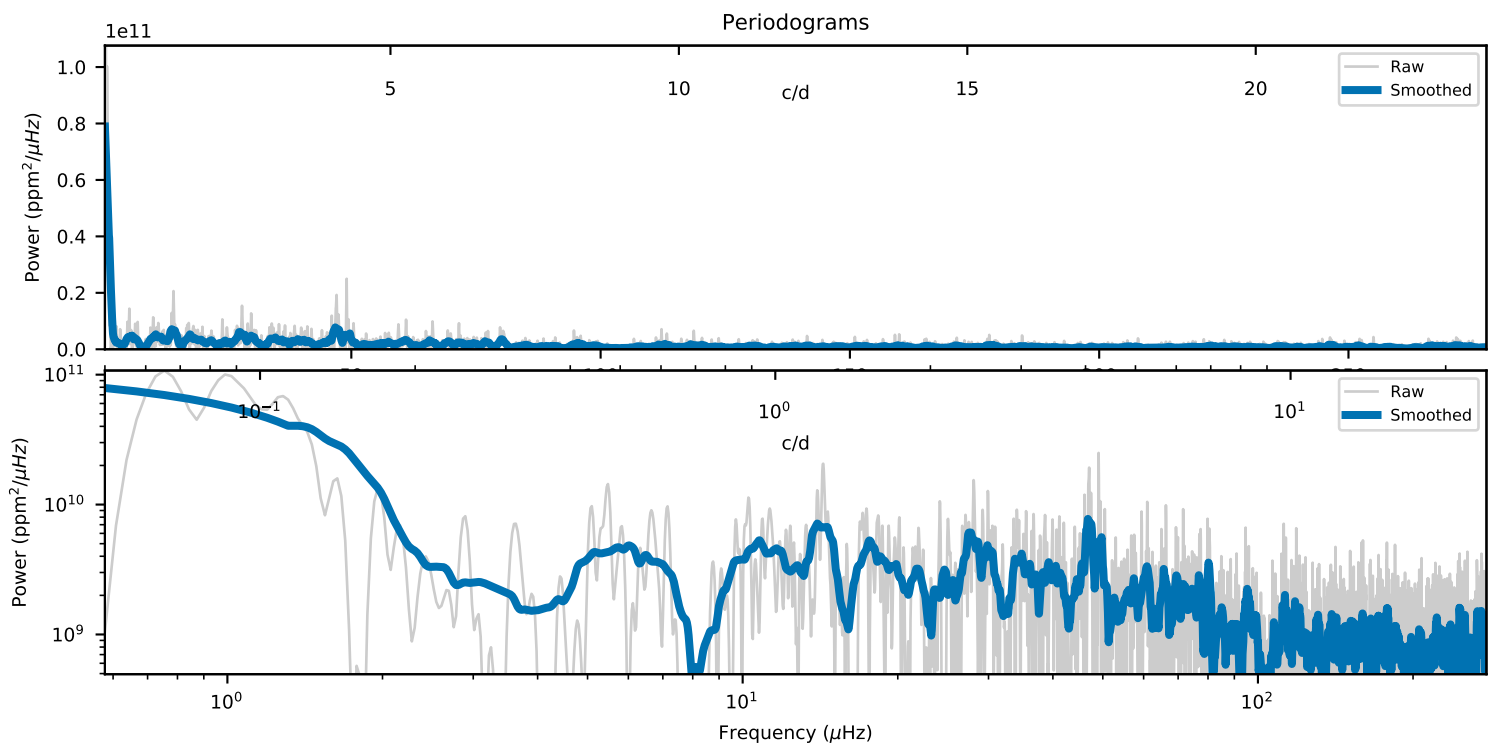 Periodograms
1e11
5 10 15 20
c/d
Raw
Smoothed
1.0
0.8
0.6
0.4
0.2
0.0
Power (ppm²/μHz)
10⁻¹ 10⁰ 10¹
c/d
Raw
Smoothed
10¹¹
10¹⁰
10⁹
Power (ppm²/μHz)
10⁰ 10¹ 10²
Frequency (μHz)